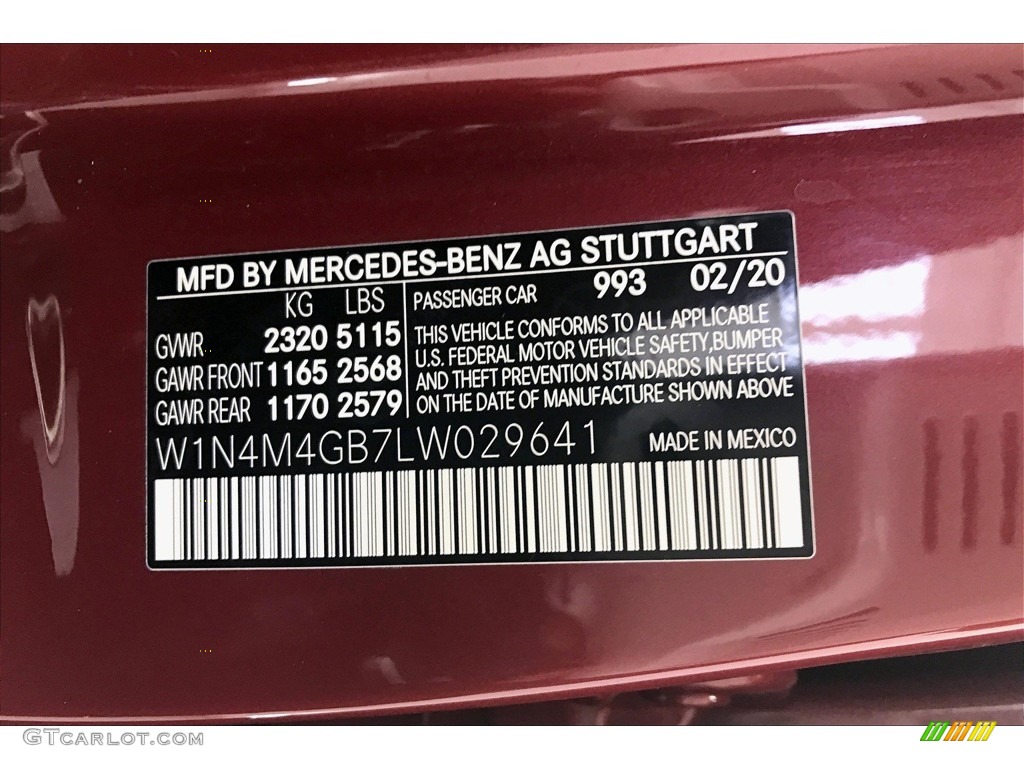 MFD BY MERCEDES-BENZ AG STUTTGART
KG LBS
GVWR 2320 5115
GAWR FRONT 1165 2568
GAWR REAR 1170 2579
PASSENGER CAR 993 02/20
THIS VEHICLE CONFORMS TO ALL APPLICABLE
U.S. FEDERAL MOTOR VEHICLE SAFETY,BUMPER
AND THEFT PREVENTION STANDARDS IN EFFECT
ON THE DATE OF MANUFACTURE SHOWN ABOVE
W1N4M4GB7LW029641 MADE IN MEXICO
GTCARLOT.COM